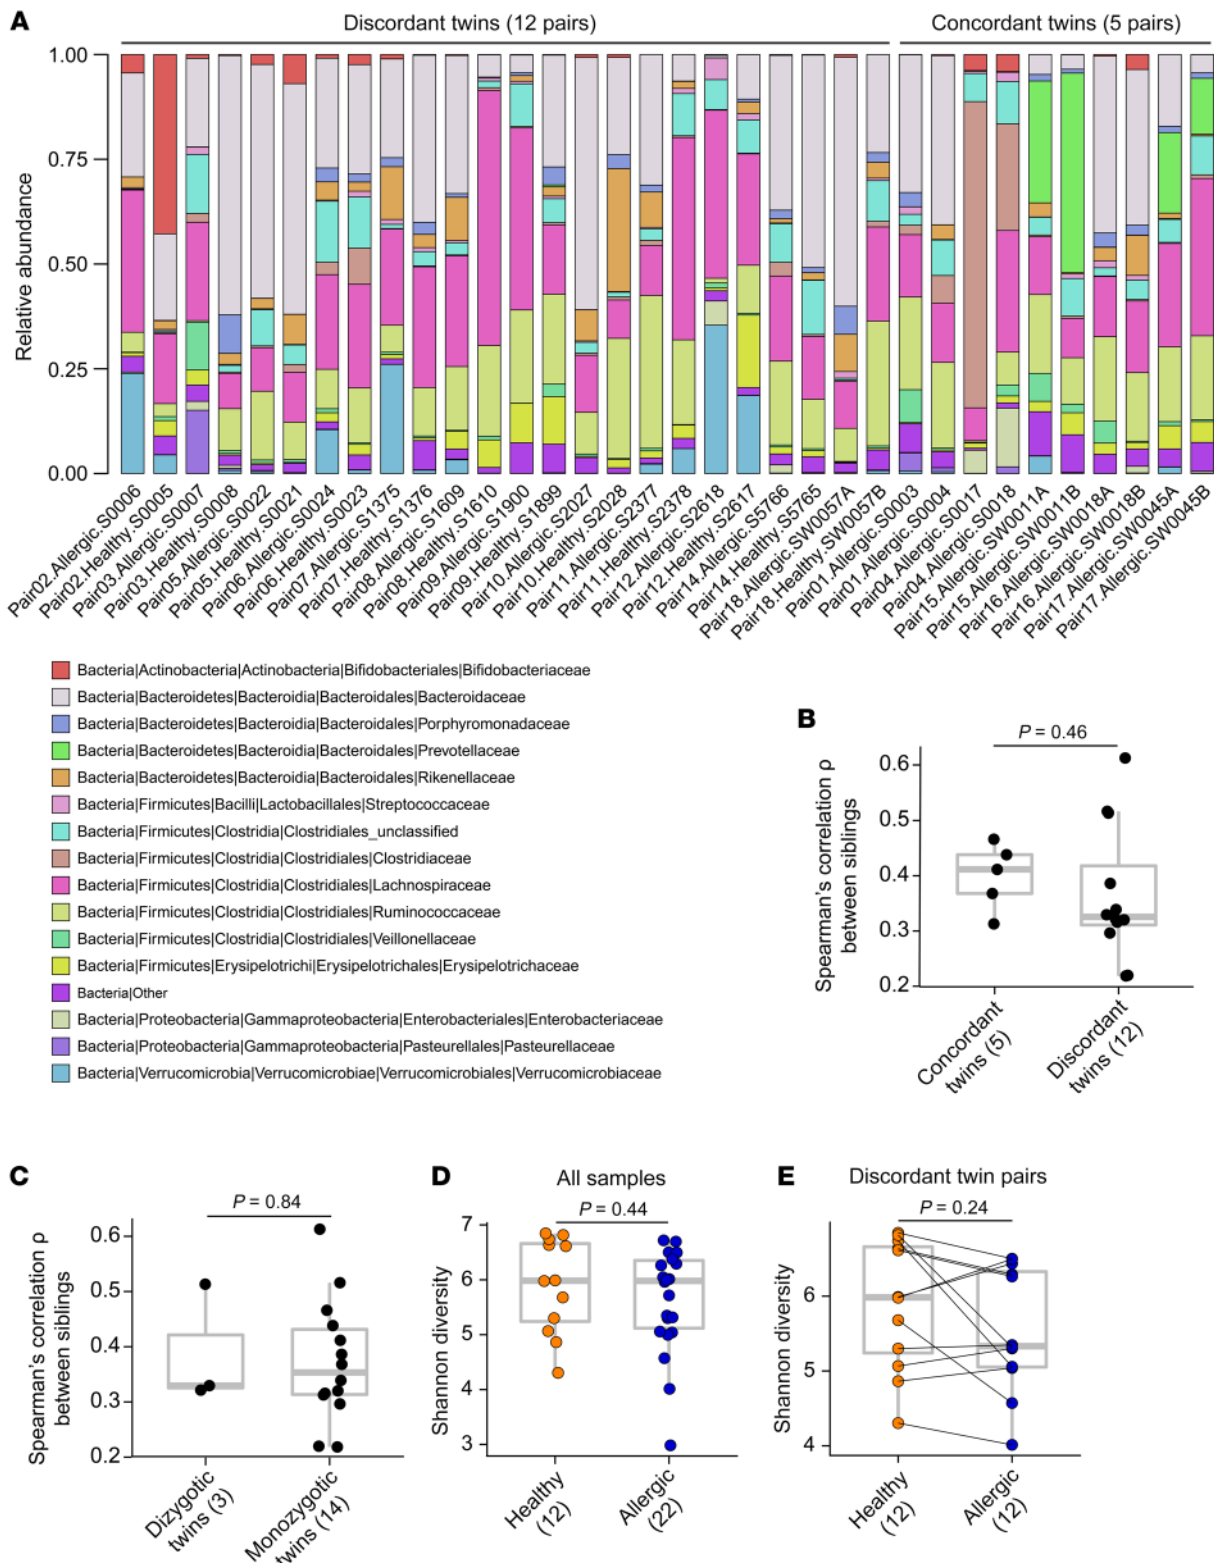 A
Discordant twins (12 pairs)
Concordant twins (5 pairs)
Relative abundance
1.00
0.75
0.50
0.25
0.00
Pair02.Allergic.S0006
Pair02.Healthy.S0005
Pair03.Allergic.S0007
Pair03.Healthy.S0008
Pair05.Allergic.S0022
Pair05.Healthy.S0021
Pair06.Allergic.S0024
Pair06.Healthy.S0023
Pair07.Allergic.S1375
Pair07.Healthy.S1376
Pair08.Allergic.S1609
Pair08.Healthy.S1610
Pair09.Allergic.S1900
Pair09.Healthy.S1899
Pair10.Allergic.S2027
Pair10.Healthy.S2028
Pair11.Allergic.S2377
Pair11.Healthy.S2378
Pair12.Allergic.S2618
Pair12.Healthy.S2617
Pair14.Allergic.S5766
Pair14.Healthy.S5765
Pair18.Allergic.SW0057A
Pair18.Healthy.SW0057B
Pair01.Allergic.S0003
Pair01.Allergic.S0004
Pair04.Allergic.S0017
Pair04.Allergic.S0018
Pair15.Allergic.SW0011A
Pair15.Allergic.SW0011B
Pair16.Allergic.SW0018A
Pair16.Allergic.SW0018B
Pair17.Allergic.SW0045A
Pair17.Allergic.SW0045B
Bacteria|Actinobacteria|Actinobacteria|Bifidobacteriales|Bifidobacteriaceae
Bacteria|Bacteroidetes|Bacteroidia|Bacteroidales|Bacteroidaceae
Bacteria|Bacteroidetes|Bacteroidia|Bacteroidales|Porphyromonadaceae
Bacteria|Bacteroidetes|Bacteroidia|Bacteroidales|Prevotellaceae
Bacteria|Bacteroidetes|Bacteroidia|Bacteroidales|Rikenellaceae
Bacteria|Firmicutes|Bacilli|Lactobacillales|Streptococcaceae
Bacteria|Firmicutes|Clostridia|Clostridiales_unclassified
Bacteria|Firmicutes|Clostridia|Clostridiales|Clostridiaceae
Bacteria|Firmicutes|Clostridia|Clostridiales|Lachnospiraceae
Bacteria|Firmicutes|Clostridia|Clostridiales|Ruminococcaceae
Bacteria|Firmicutes|Clostridia|Clostridiales|Veillonellaceae
Bacteria|Firmicutes|Erysipelotrichi|Erysipelotrichales|Erysipelotrichaceae
Bacteria|Other
Bacteria|Proteobacteria|Gammaproteobacteria|Enterobacteriales|Enterobacteriaceae
Bacteria|Proteobacteria|Gammaproteobacteria|Pasteurellales|Pasteurellaceae
Bacteria|Verrucomicrobia|Verrucomicrobiae|Verrucomicrobiales|Verrucomicrobiaceae
B
P = 0.46
Spearman's correlation ρ
between siblings
0.6
0.5
0.4
0.3
0.2
Concordant
twins (5)
Discordant
twins (12)
C
P = 0.84
Spearman's correlation ρ
between siblings
0.6
0.5
0.4
0.3
0.2
Dizygotic
twins (3)
Monozygotic
twins (14)
D
All samples
P = 0.44
Shannon diversity
7
6
5
4
3
Healthy
(12)
Allergic
(22)
E
Discordant twin pairs
P = 0.24
Shannon diversity
6
5
4
Healthy
(12)
Allergic
(12)